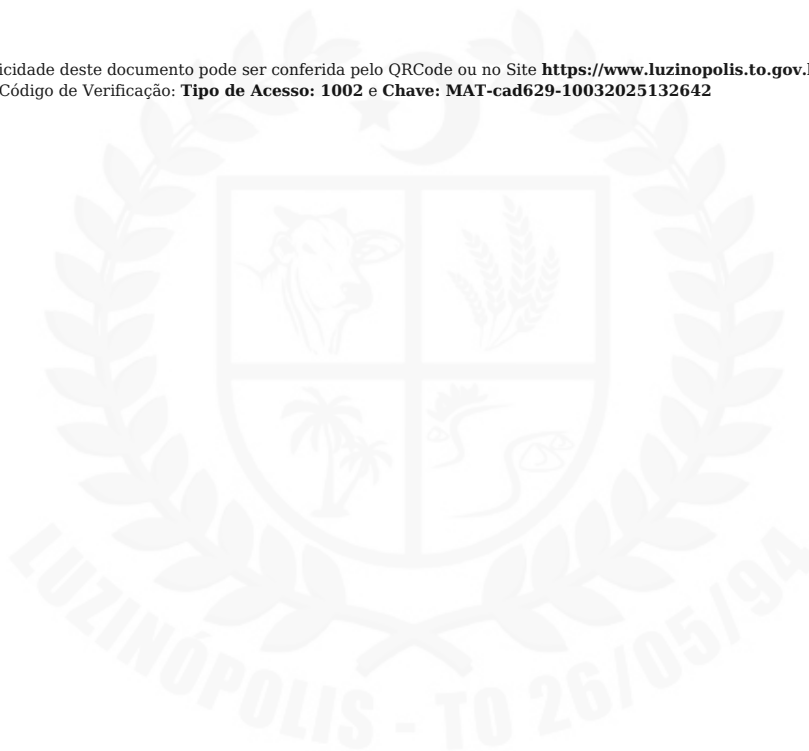 icidade deste documento pode ser conferida pelo QRCode ou no Site https://www.luzinopolis.to.gov.
Código de Verificação: Tipo de Acesso: 1002 e Chave: MAT-cad629-10032025132642
LUZINÓPOLIS - TO 26/05/94